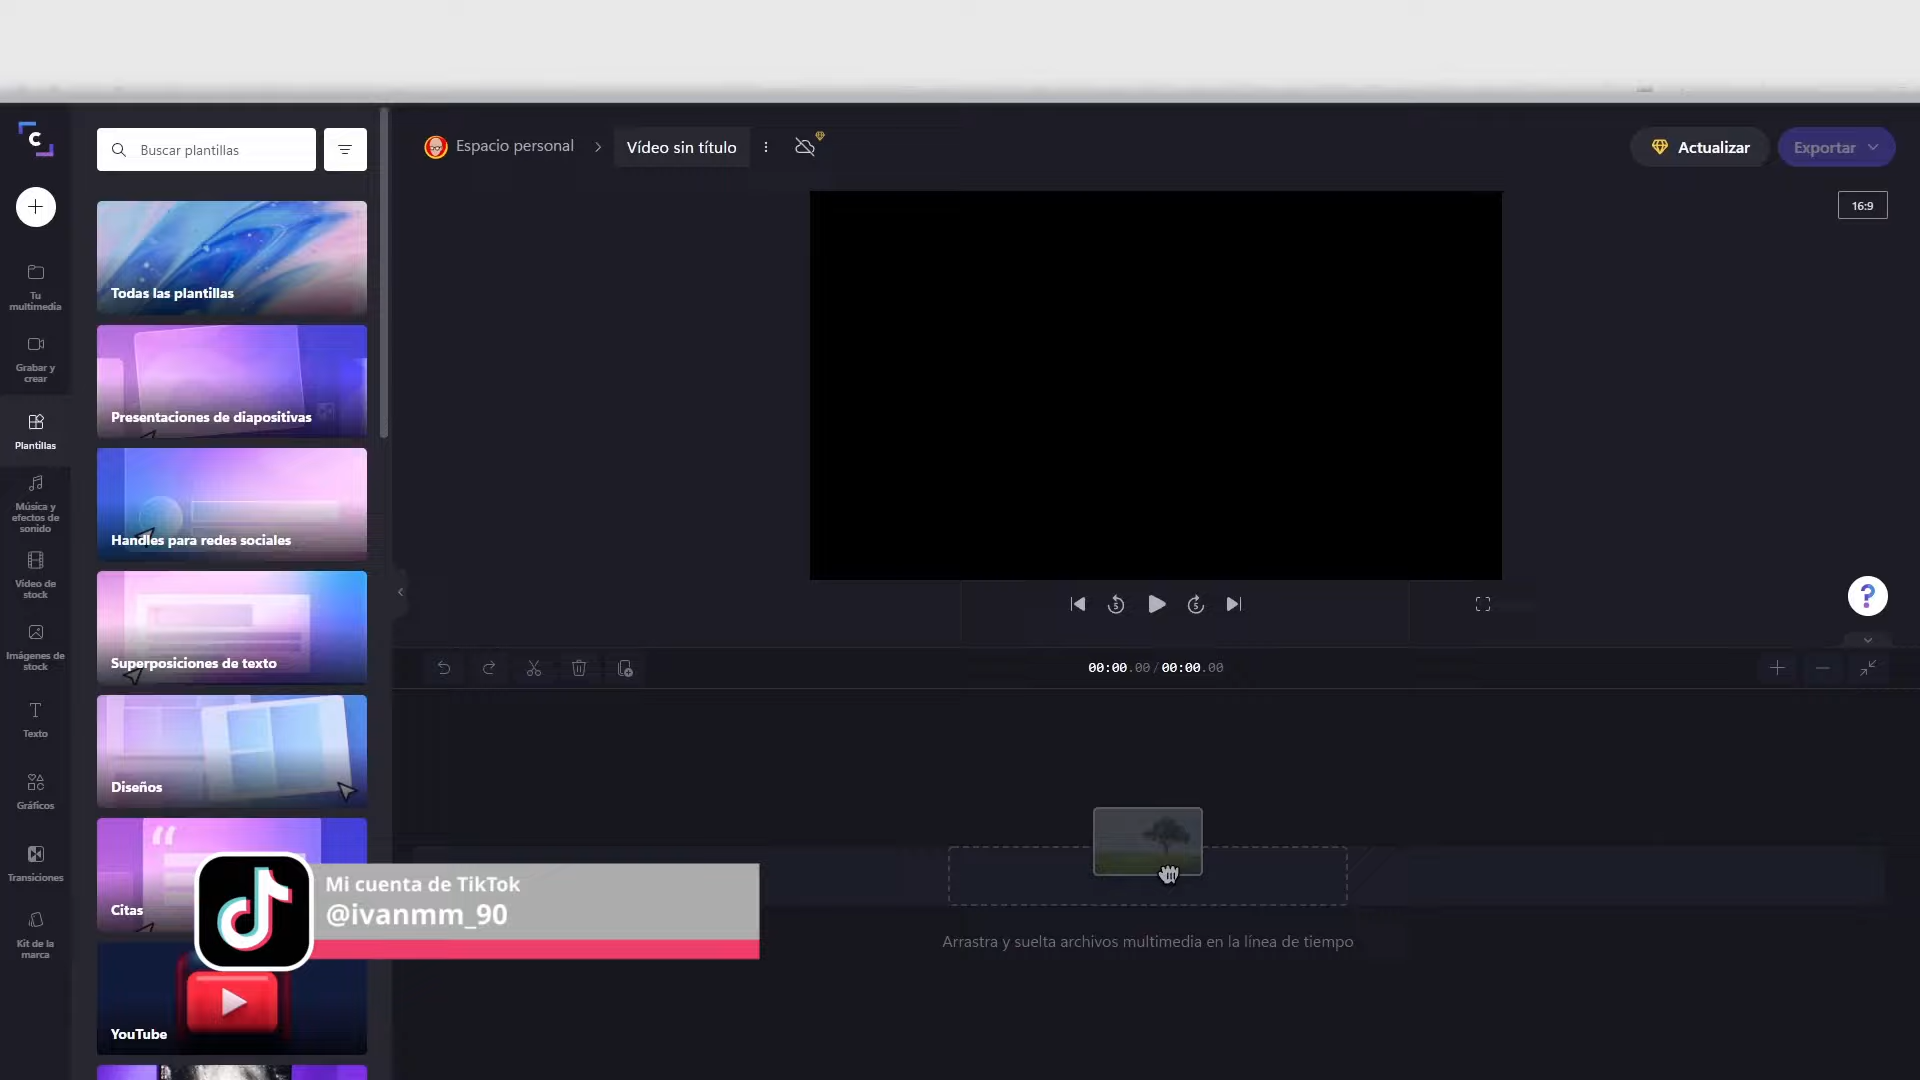 C
Buscar plantillas
Espacio personal
Vídeo sin título
Actualizar
Exportar
16:9
Tu
multimedia
Grabar y
crear
Plantillas
Música y
efectos de
sonido
Vídeo de
stock
Imágenes de
stock
Texto
Gráficos
Transiciones
Kit de la
marca
Todas las plantillas
Presentaciones de diapositivas
Handles para redes sociales
Superposiciones de texto
Diseños
Citas
YouTube
5
5
?
00:00.00/00:00.00
Arrastra y suelta archivos multimedia en la línea de tiempo
Mi cuenta de TikTok
@ivanmm_90